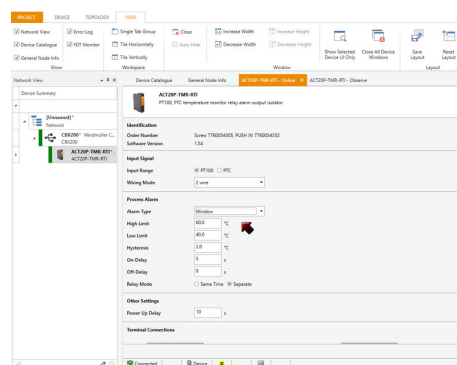 PROJECT DEVICE TOPOLOGY VIEW
Network View Error Log Single Tab Group Close Increase Width Increase Height
Device Catalogue FDT Monitor Tile Horizontally Auto Hide Decrease Width Decrease Height Show Selected Device UI Only Close All Device Windows Save Layout Reset Layout
General Node Info Tile Vertically
Show Workspace Window Layout
Network View Device Catalogue General Node Info ACT20P-TMR-RTI - Online ACT20P-TMR-RTI - Observe
Device Summary
ACT20P-TMR-RTI
PT100, PTC temperature monitor relay alarm output isolator
[Unnamed]*
Network
CBX200* Weidmüller C...
CBX200
ACT20P-TMR-RTI*
ACT20P-TMR-RTI
Identification
Order Number Screw 7760054305, PUSH IN 7760054352
Software Version 1.54
Input Signal
Input Range PT100 PTC
Wiring Mode 2 wire
Process Alarm
Alarm Type Window
High Limit 60.0 °C
Low Limit 40.0 °C
Hysteresis 2.0 °C
On-Delay 5 s
Off-Delay 0 s
Relay Mode Same Time Separate
Other Settings
Power Up Delay 10 s
Terminal Connections
Connected Device